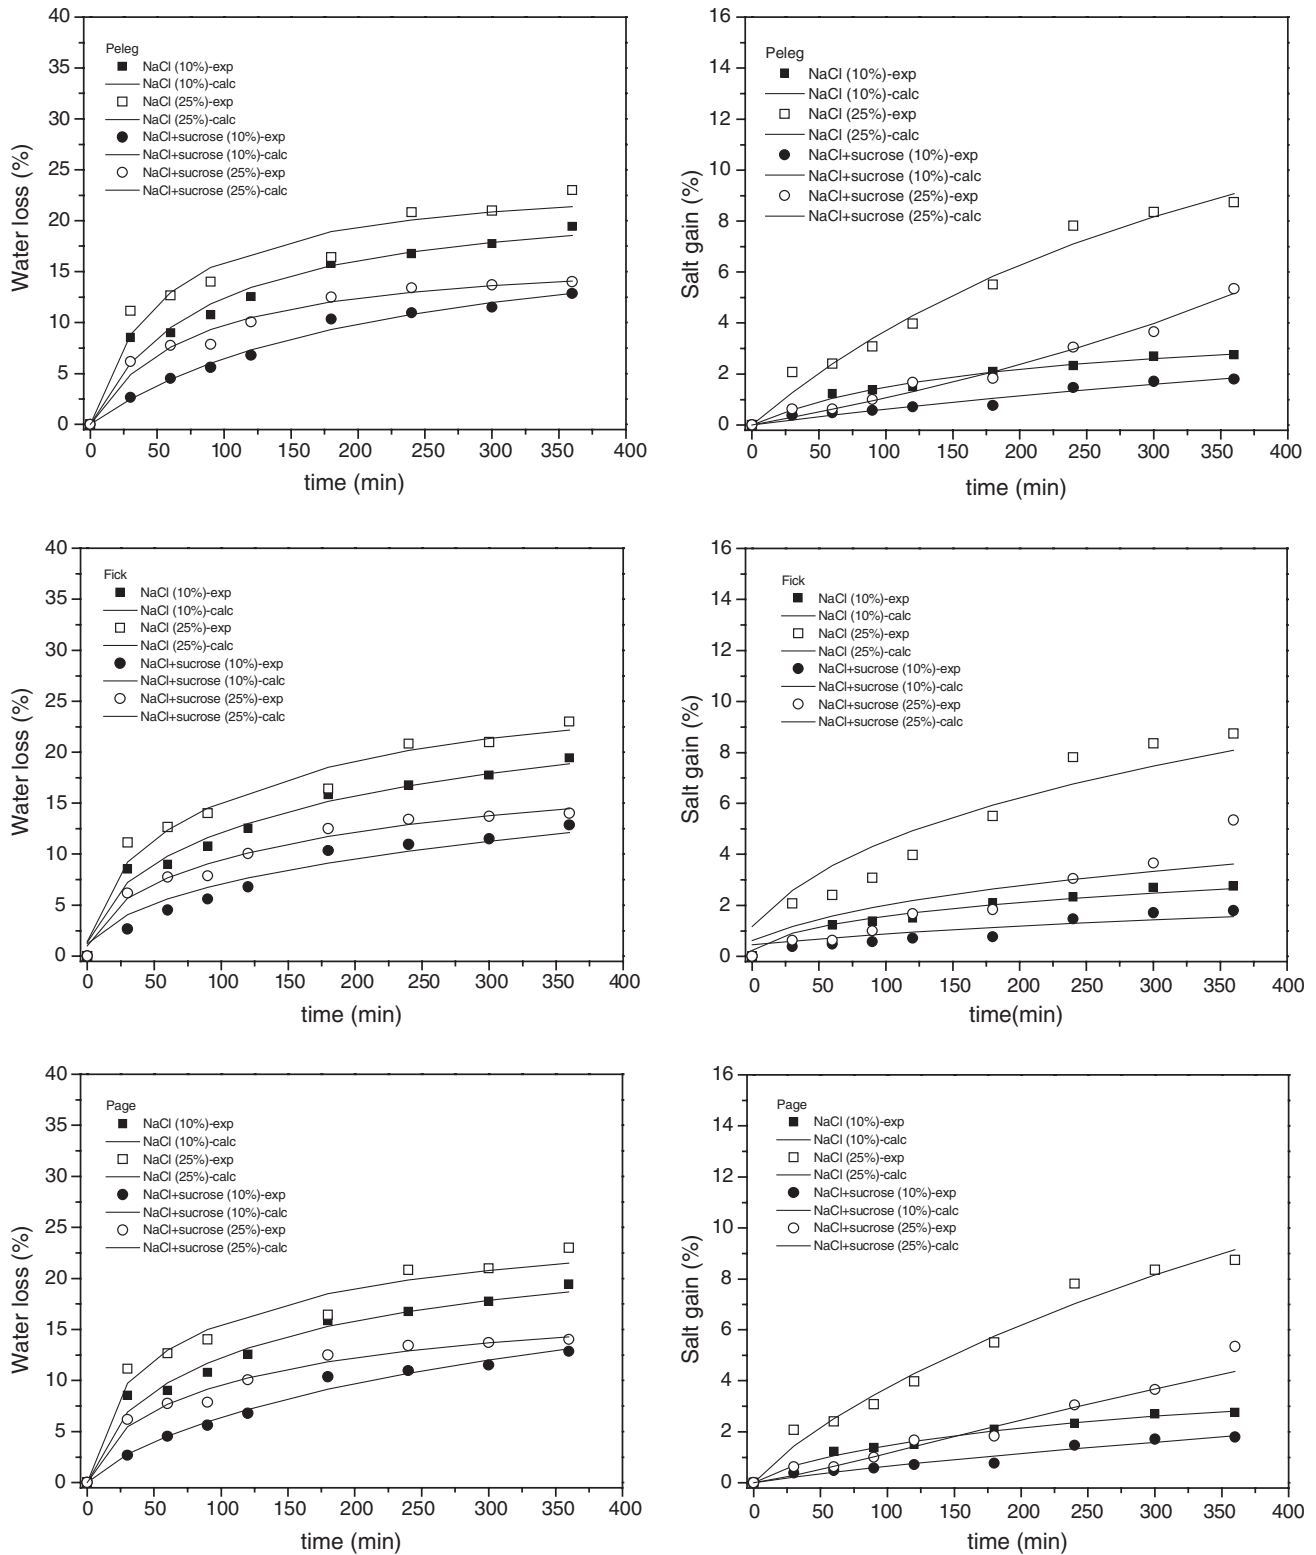 Peleg
NaCl (10%)-exp
NaCl (10%)-calc
NaCl (25%)-exp
NaCl (25%)-calc
NaCl+sucrose (10%)-exp
NaCl+sucrose (10%)-calc
NaCl+sucrose (25%)-exp
NaCl+sucrose (25%)-calc
40
35
30
25
20
15
10
5
0
Water loss (%)
0 50 100 150 200 250 300 350 400
time (min)
Peleg
NaCl (10%)-exp
NaCl (10%)-calc
NaCl (25%)-exp
NaCl (25%)-calc
NaCl+sucrose (10%)-exp
NaCl+sucrose (10%)-calc
NaCl+sucrose (25%)-exp
NaCl+sucrose (25%)-calc
16
14
12
10
8
6
4
2
0
Salt gain (%)
0 50 100 150 200 250 300 350 400
time (min)
Fick
NaCl (10%)-exp
NaCl (10%)-calc
NaCl (25%)-exp
NaCl (25%)-calc
NaCl+sucrose (10%)-exp
NaCl+sucrose (10%)-calc
NaCl+sucrose (25%)-exp
NaCl+sucrose (25%)-calc
40
35
30
25
20
15
10
5
0
Water loss (%)
0 50 100 150 200 250 300 350 400
time (min)
Fick
NaCl (10%)-exp
NaCl (10%)-calc
NaCl (25%)-exp
NaCl (25%)-calc
NaCl+sucrose (10%)-exp
NaCl+sucrose (10%)-calc
NaCl+sucrose (25%)-exp
NaCl+sucrose (25%)-calc
16
14
12
10
8
6
4
2
0
Salt gain (%)
0 50 100 150 200 250 300 350 400
time(min)
Page
NaCl (10%)-exp
NaCl (10%)-calc
NaCl (25%)-exp
NaCl (25%)-calc
NaCl+sucrose (10%)-exp
NaCl+sucrose (10%)-calc
NaCl+sucrose (25%)-exp
NaCl+sucrose (25%)-calc
40
35
30
25
20
15
10
5
0
Water loss (%)
0 50 100 150 200 250 300 350 400
time (min)
Page
NaCl (10%)-exp
NaCl (10%)-calc
NaCl (25%)-exp
NaCl (25%)-calc
NaCl+sucrose (10%)-exp
NaCl+sucrose (10%)-calc
NaCl+sucrose (25%)-exp
NaCl+sucrose (25%)-calc
16
14
12
10
8
6
4
2
0
Salt gain (%)
0 50 100 150 200 250 300 350 400
time (min)